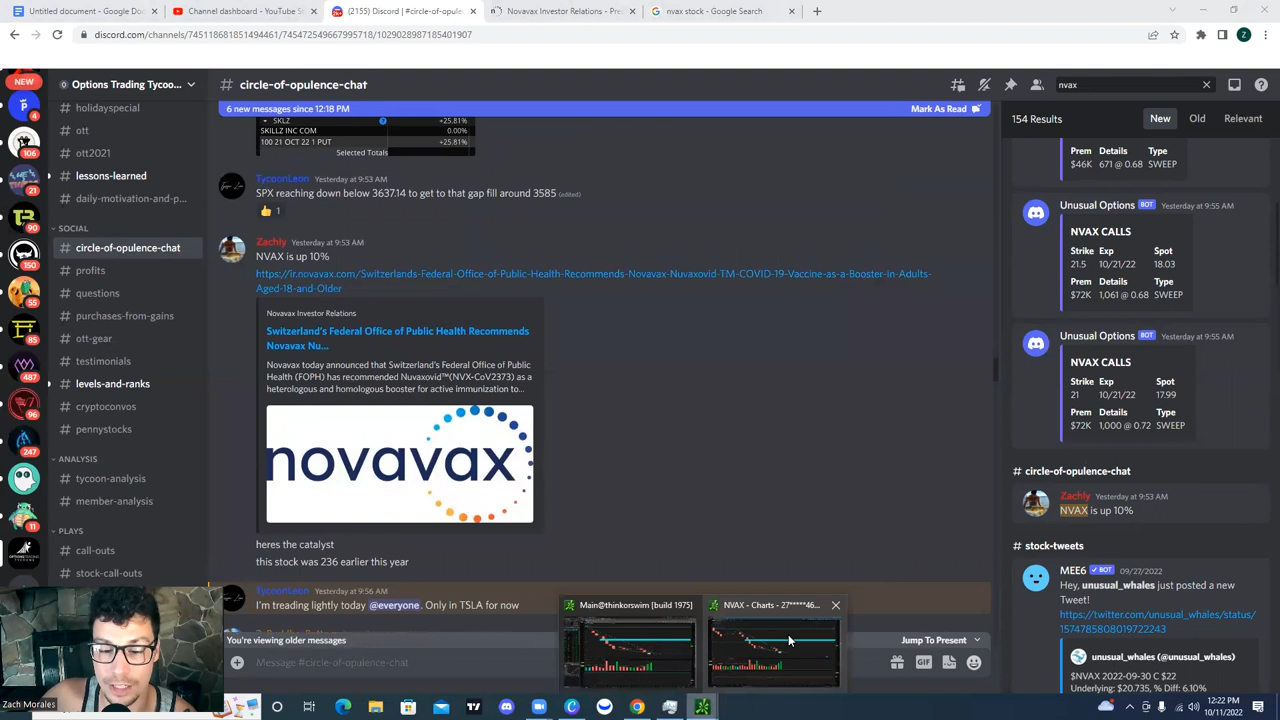 Untitled document - Google Doc
Channel dashboard - YouTube S
(2155) Discord | #circle-of-opule
Novavax Investor Relations - Pre
nvax stock - Google Search
discord.com/channels/745118681851494461/745472549667995718/1029028987185401907
Z
NEW
Options Trading Tycoo...
circle-of-opulence-chat
nvax
6 new messages since 12:18 PM
Mark As Read
154 Results
New
Old
Relevant
holidayspecial
ott
ott2021
lessons-learned
daily-motivation-and-p...
SOCIAL
circle-of-opulence-chat
profits
questions
purchases-from-gains
ott-gear
testimonials
levels-and-ranks
cryptoconvos
pennystocks
ANALYSIS
tycoon-analysis
member-analysis
PLAYS
call-outs
stock-call-outs
4
106
21
90
150
55
85
487
96
247
11
SKLZ +25.81%
SKILLZ INC COM 0.00%
100 21 OCT 22 1 PUT +25.81%
Selected Totals
TycoonLeon Yesterday at 9:53 AM
SPX reaching down below 3637.14 to get to that gap fill around 3585 (edited)
1
Zachly Yesterday at 9:53 AM
NVAX is up 10%
https://ir.novavax.com/Switzerlands-Federal-Office-of-Public-Health-Recommends-Novavax-Nuvaxovid-TM-COVID-19-Vaccine-as-a-Booster-in-Adults-
Aged-18-and-Older
Novavax Investor Relations
Switzerland's Federal Office of Public Health Recommends
Novavax Nu...
Novavax today announced that Switzerland's Federal Office of Public
Health (FOPH) has recommended Nuvaxovid™(NVX-CoV2373) as a
heterologous and homologous booster for active immunization to...
novavax
heres the catalyst
this stock was 236 earlier this year
TycoonLeon Yesterday at 9:56 AM
I'm treading lightly today @everyone. Only in TSLA for now
You're viewing older messages
Jump To Present
Message #circle-of-opulence-chat
GIF
Main@thinkorswim [build 1975]
NVAX - Charts - 27*****46...
Prem Details
$46K 671 @ 0.68 SWEEP
Unusual Options BOT Yesterday at 9:55 AM
NVAX CALLS
Strike Exp Spot
21.5 10/21/22 18.03
Prem Details Type
$72K 1,061 @ 0.68 SWEEP
Unusual Options BOT Yesterday at 9:55 AM
NVAX CALLS
Strike Exp Spot
21 10/21/22 17.99
Prem Details Type
$72K 1,000 @ 0.72 SWEEP
circle-of-opulence-chat
Zachly Yesterday at 9:53 AM
NVAX is up 10%
stock-tweets
MEE6 BOT 09/27/2022
Hey, unusual_whales just posted a new
Tweet!
https://twitter.com/unusual_whales/status/
1574785808019722243
unusual_whales (@unusual_whales)
$NVAX 2022-09-30 C $22
Underlying: $20.735, % Diff: 6.10%
Zach Morales
12:22 PM
10/11/2022